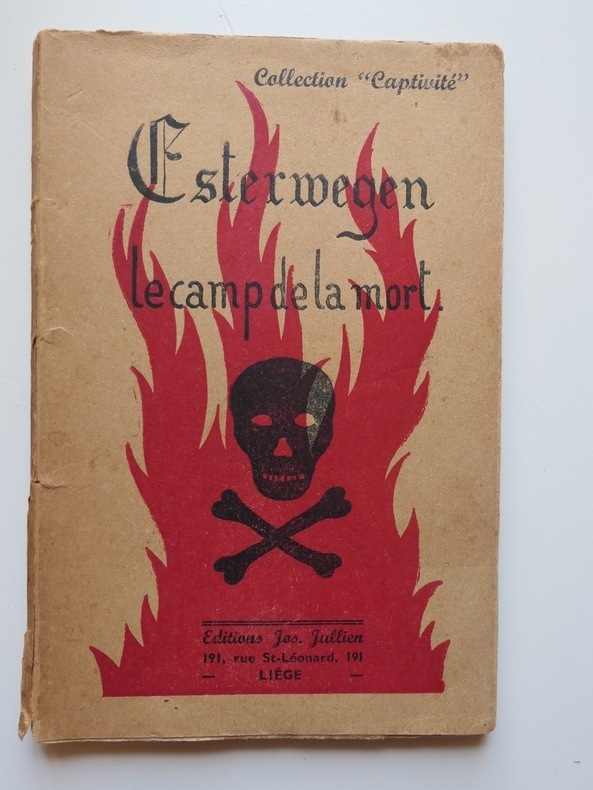 Collection "Captivité"
Esterwegen
le camp de la mort.
Editions Jos. Jullien
191, rue St-Léonard, 191
— LIÉGE —